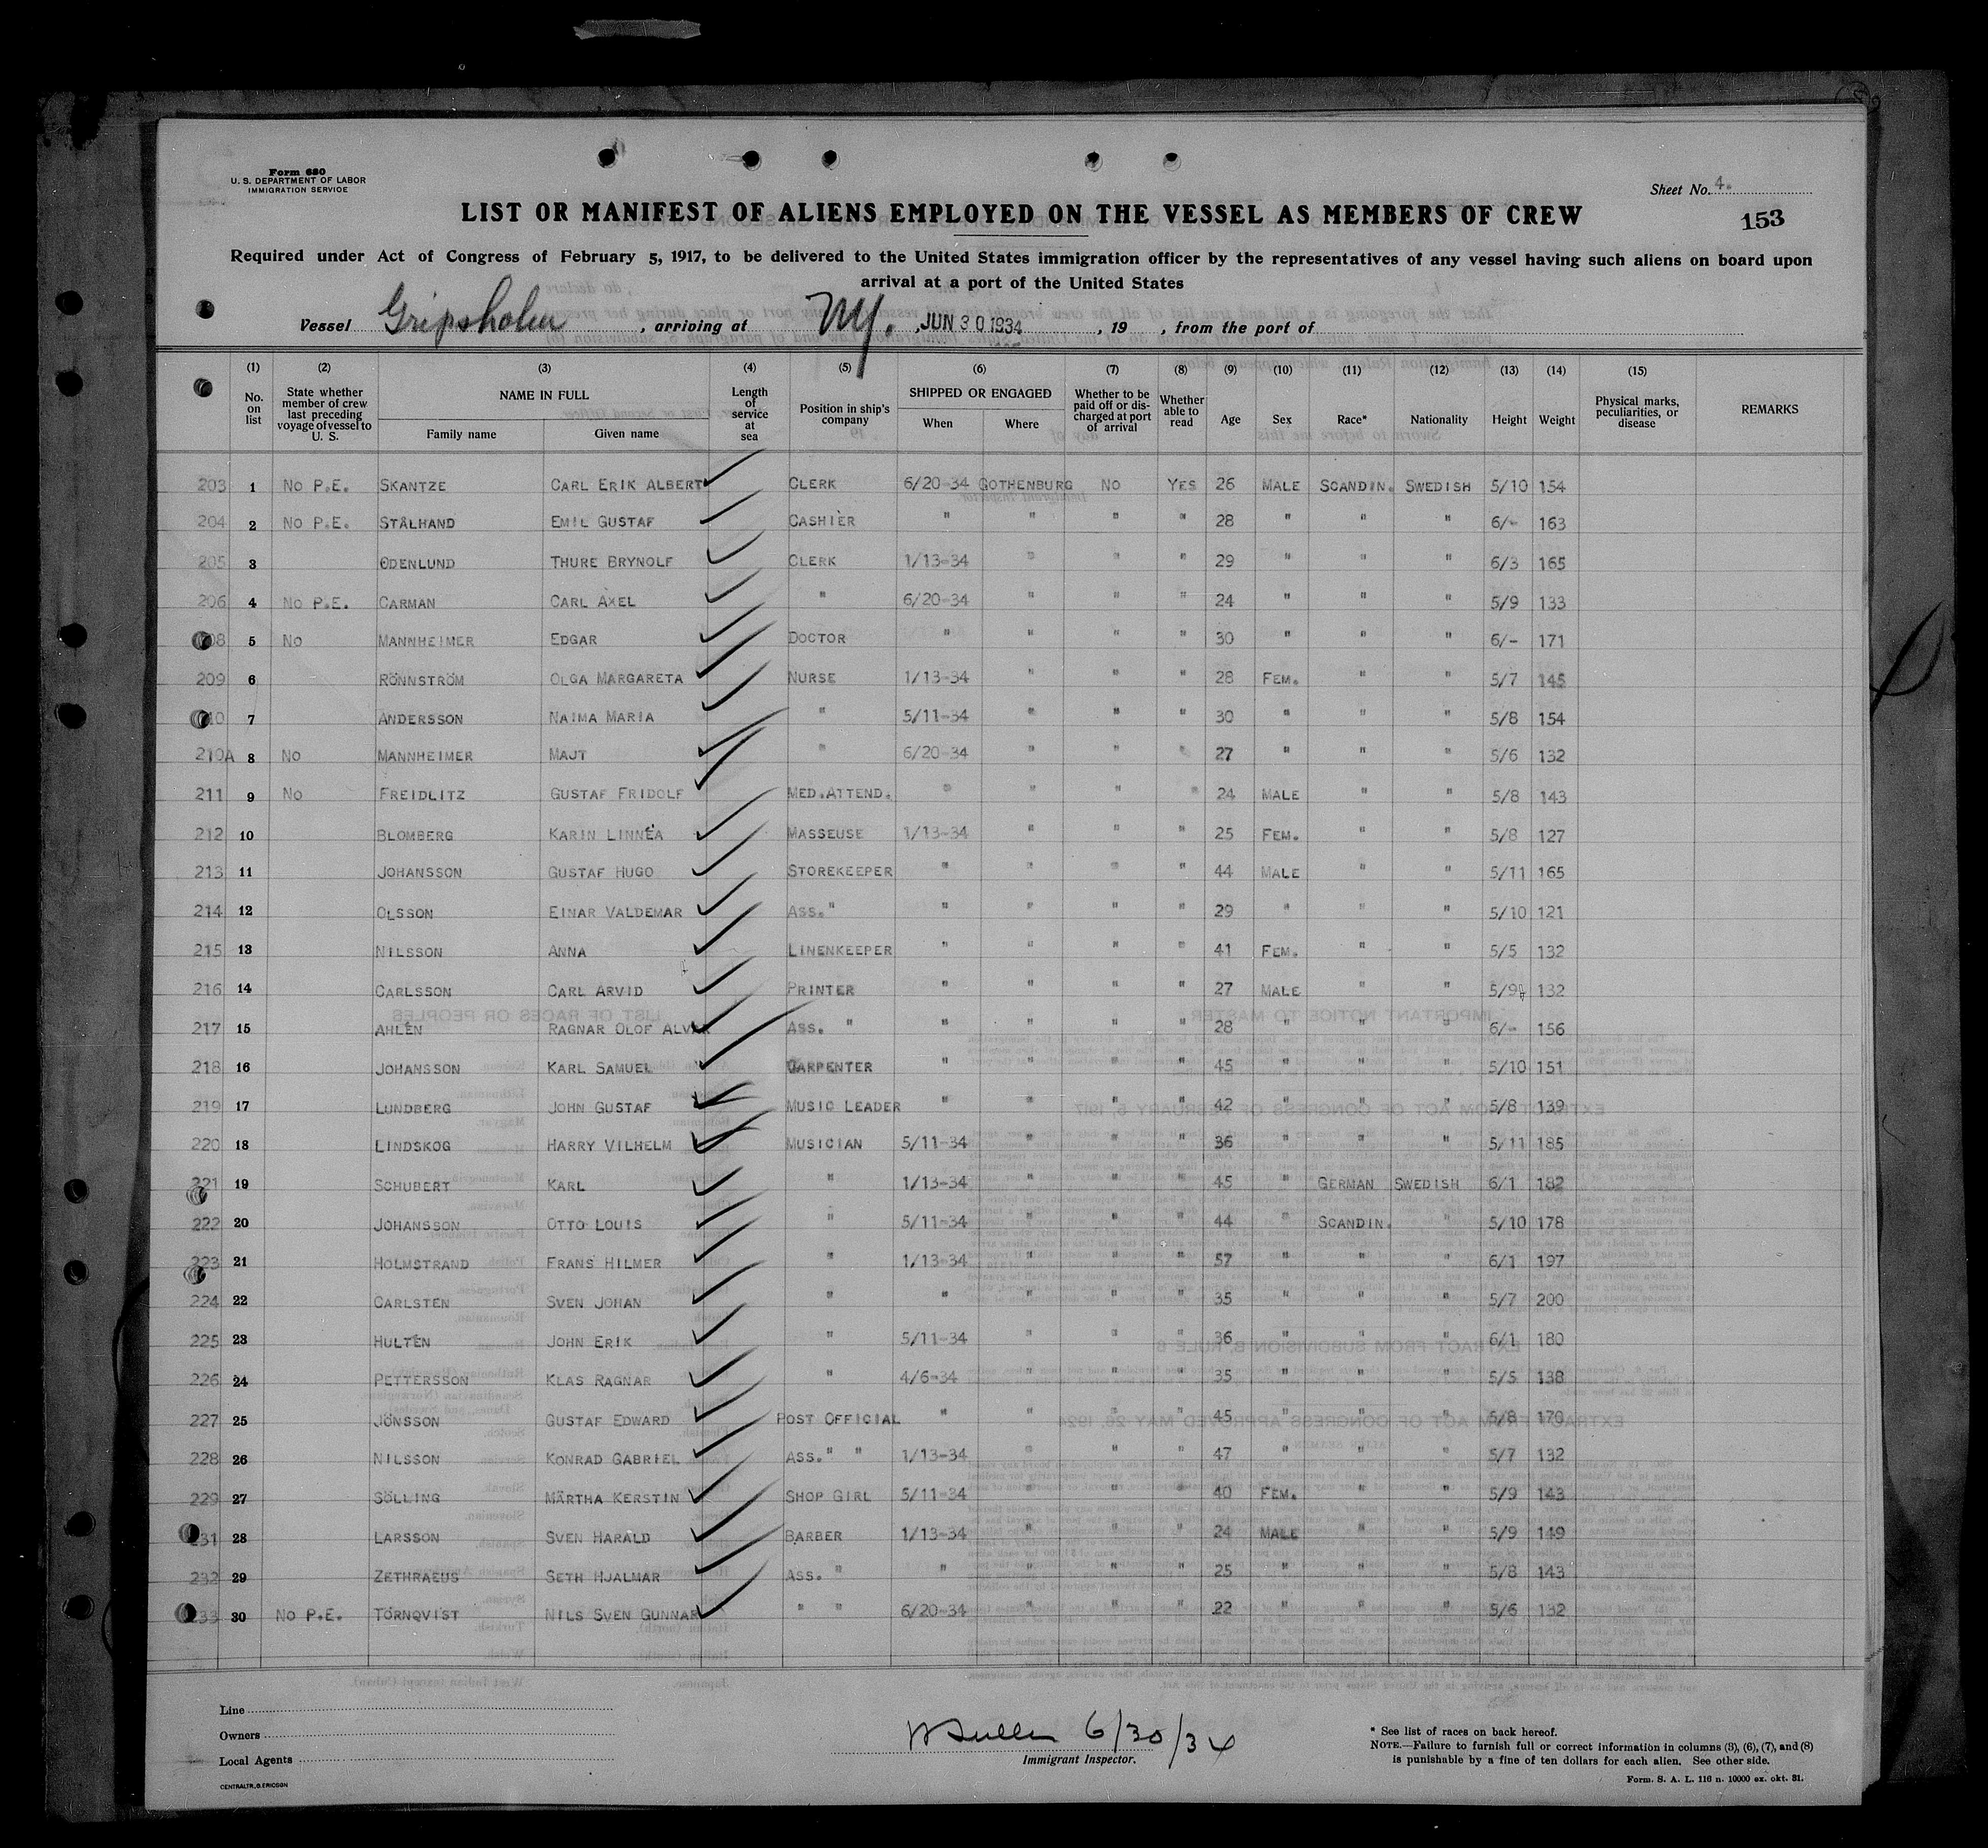 Form 680
U. S. DEPARTMENT OF LABOR
IMMIGRATION SERVICE
Sheet No. 4.
LIST OR MANIFEST OF ALIENS EMPLOYED ON THE VESSEL AS MEMBERS OF CREW
153
Required under Act of Congress of February 5, 1917, to be delivered to the United States immigration officer by the representatives of any vessel having such aliens on board upon
arrival at a port of the United States
Vessel Gripsholm , arriving at N.Y. , JUN 30 1934 , 19 , from the port of
(1) No. on list (2) State whether member of crew last preceding voyage of vessel to U. S. (3) NAME IN FULL Family name Given name (4) Length of service at sea (5) Position in ship's company (6) SHIPPED OR ENGAGED When Where (7) Whether to be paid off or discharged at port of arrival (8) Whether able to read (9) Age (10) Sex (11) Race* (12) Nationality (13) Height (14) Weight (15) Physical marks, peculiarities, or disease REMARKS
203 1 NO P.E. SKANTZE CARL ERIK ALBERT CLERK 6/20-34 GOTHENBURG NO YES 26 MALE SCANDIN. SWEDISH 5/10 154
204 2 NO P.E. STÅLHAND EMIL GUSTAF CASHIER " " " " 28 " " " 6/- 163
205 3 ODENLUND THURE BRYNOLF CLERK 1/13-34 " " " 29 " " " 6/3 165
206 4 NO P.E. CARMAN CARL AXEL " 6/20-34 " " " 24 " " " 5/9 133
208 5 NO MANNHEIMER EDGAR DOCTOR " " " " 30 " " " 6/- 171
209 6 RÖNNSTRÖM OLGA MARGARETA NURSE 1/13-34 " " " 28 FEM. " " 5/7 145
210 7 ANDERSSON NAIMA MARIA " 5/11-34 " " " 30 " " " 5/8 154
210A 8 NO MANNHEIMER MAJT " 6/20-34 " " " 27 " " " 5/6 132
211 9 NO FREIDLITZ GUSTAF FRIDOLF MED.ATTEND. " " " " 24 MALE " " 5/8 143
212 10 BLOMBERG KARIN LINNÉA MASSEUSE 1/13-34 " " " 25 FEM. " " 5/8 127
213 11 JOHANSSON GUSTAF HUGO STOREKEEPER " " " " 44 MALE " " 5/11 165
214 12 OLSSON EINAR VALDEMAR ASS. " " " " " 29 " " " 5/10 121
215 13 NILSSON ANNA LINENKEEPER " " " " 41 FEM. " " 5/5 132
216 14 CARLSSON CARL ARVID PRINTER " " " " 27 MALE " " 5/9 132
217 15 AHLÉN RAGNAR OLOF ALVAR ASS. " " " " " 28 " " " 6/- 156
218 16 JOHANSSON KARL SAMUEL CARPENTER " " " " 45 " " " 5/10 151
219 17 LUNDBERG JOHN GUSTAF MUSIC LEADER " " " " 42 " " " 5/8 139
220 18 LINDSKOG HARRY VILHELM MUSICIAN 5/11-34 " " " 36 " " " 5/11 185
221 19 SCHUBERT KARL " 1/13-34 " " " 45 " GERMAN SWEDISH 6/1 182
222 20 JOHANSSON OTTO LOUIS " 5/11-34 " " " 44 " SCANDIN. " 5/10 178
223 21 HOLMSTRAND FRANS HILMER " 1/13-34 " " " 57 " " " 6/1 197
224 22 CARLSTEN SVEN JOHAN " " " " " 35 " " " 5/7 200
225 23 HULTÉN JOHN ERIK " 5/11-34 " " " 36 " " " 6/1 180
226 24 PETTERSSON KLAS RAGNAR " 4/6-34 " " " 35 " " " 5/5 138
227 25 JÖNSSON GUSTAF EDWARD POST OFFICIAL " " " " 45 " " " 5/8 170
228 26 NILSSON KONRAD GABRIEL ASS. " " 1/13-34 " " " 47 " " " 5/7 132
229 27 SÖLLING MÄRTHA KERSTIN SHOP GIRL 5/11-34 " " " 40 FEM. " " 5/9 143
231 28 LARSSON SVEN HARALD BARBER 1/13-34 " " " 24 MALE " " 5/9 149
232 29 ZETHRAEUS SETH HJALMAR ASS. " " " " " 25 " " " 5/8 143
233 30 NO P.E. TÖRNQVIST NILS SVEN GUNNAR " " 6/20-34 " " " 22 " " " 5/6 132
Line
Owners
Local Agents
CENTRALTR, G. ERICSON
6/30/34
Immigrant Inspector.
* See list of races on back hereof.
NOTE.—Failure to furnish full or correct information in columns (3), (6), (7), and (8)
is punishable by a fine of ten dollars for each alien. See other side.
Form. S. A. L. 116 n. 10000 ex. okt. 31.